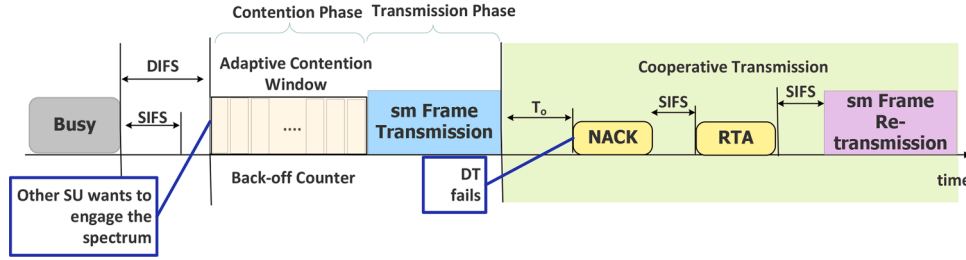 Contention Phase
Transmission Phase
DIFS
Adaptive Contention
Window
Cooperative Transmission
SIFS
Busy
....
sm Frame
Transmission
To
NACK
SIFS
RTA
SIFS
sm Frame
Re-
transmission
Back-off Counter
DT
fails
time
Other SU wants to
engage the
spectrum